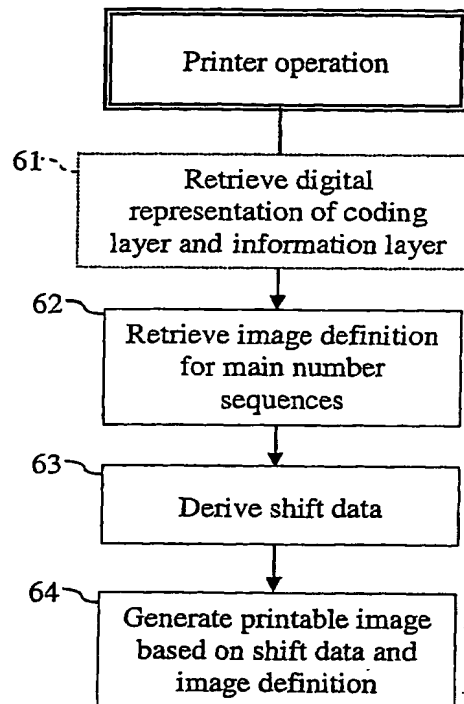 Printer operation
61
Retrieve digital
representation of coding
layer and information layer
62
Retrieve image definition
for main number
sequences
63
Derive shift data
64
Generate printable image
based on shift data and
image definition